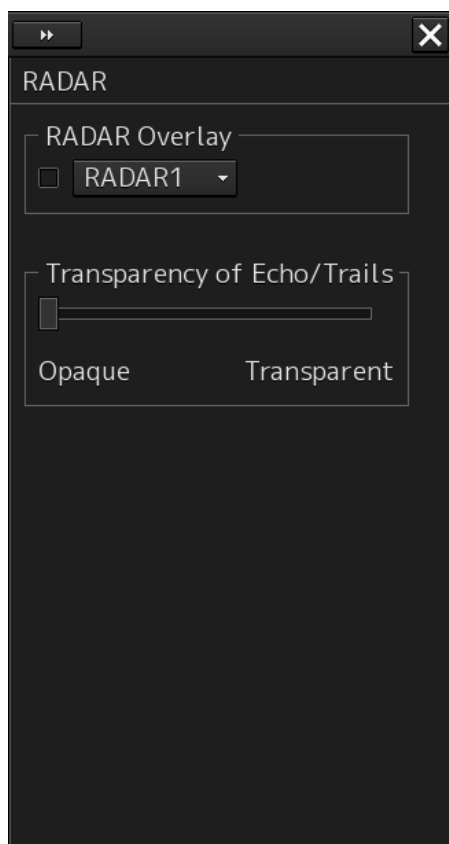 RADAR
RADAR Overlay
RADAR1
Transparency of Echo/Trails
Opaque Transparent